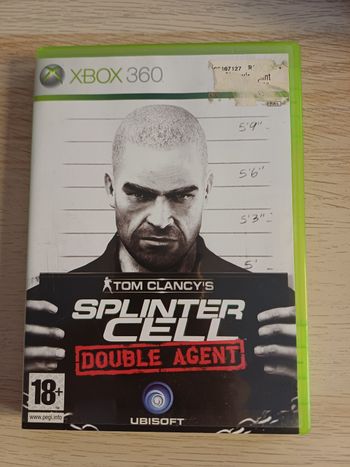 XBOX 360
5'9"
5'6"
5'3"
5'
TOM CLANCY'S
SPLINTER
CELL
DOUBLE AGENT
18+
www.pegi.info
UBISOFT